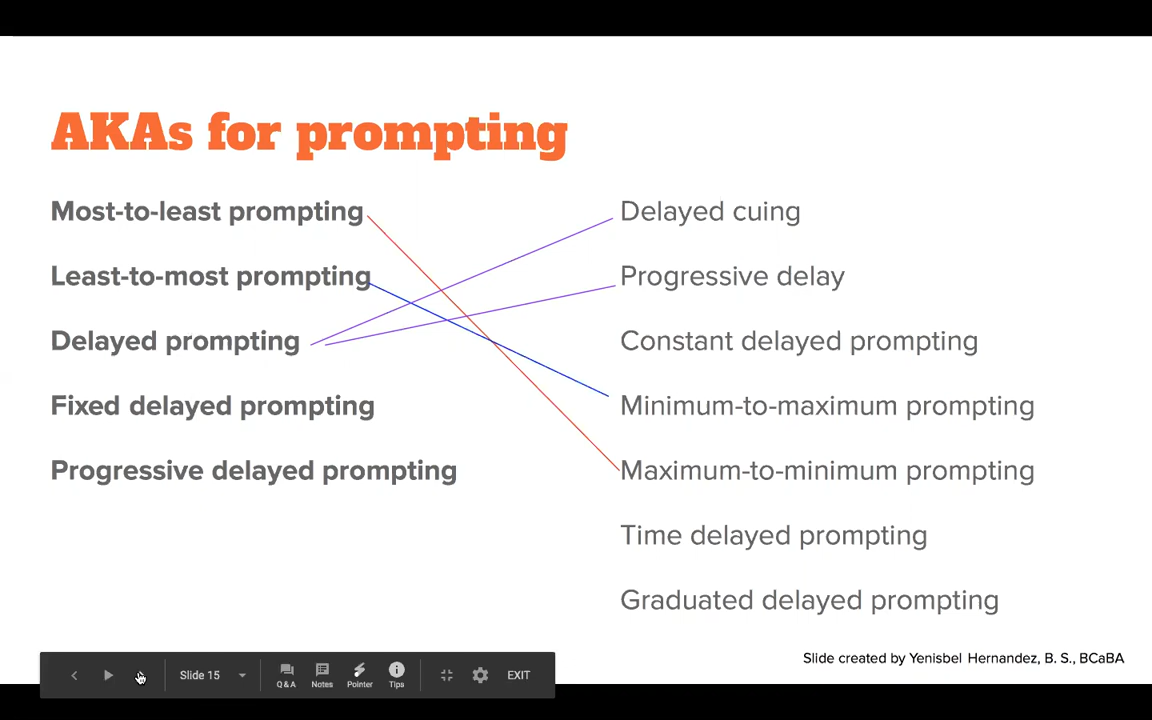 AKAs for prompting
Most-to-least prompting
Least-to-most prompting
Delayed prompting
Fixed delayed prompting
Progressive delayed prompting
Delayed cuing
Progressive delay
Constant delayed prompting
Minimum-to-maximum prompting
Maximum-to-minimum prompting
Time delayed prompting
Graduated delayed prompting
Slide created by Yenisbel Hernandez, B. S., BCaBA
Slide 15
Q&A
Notes
Pointer
Tips
EXIT